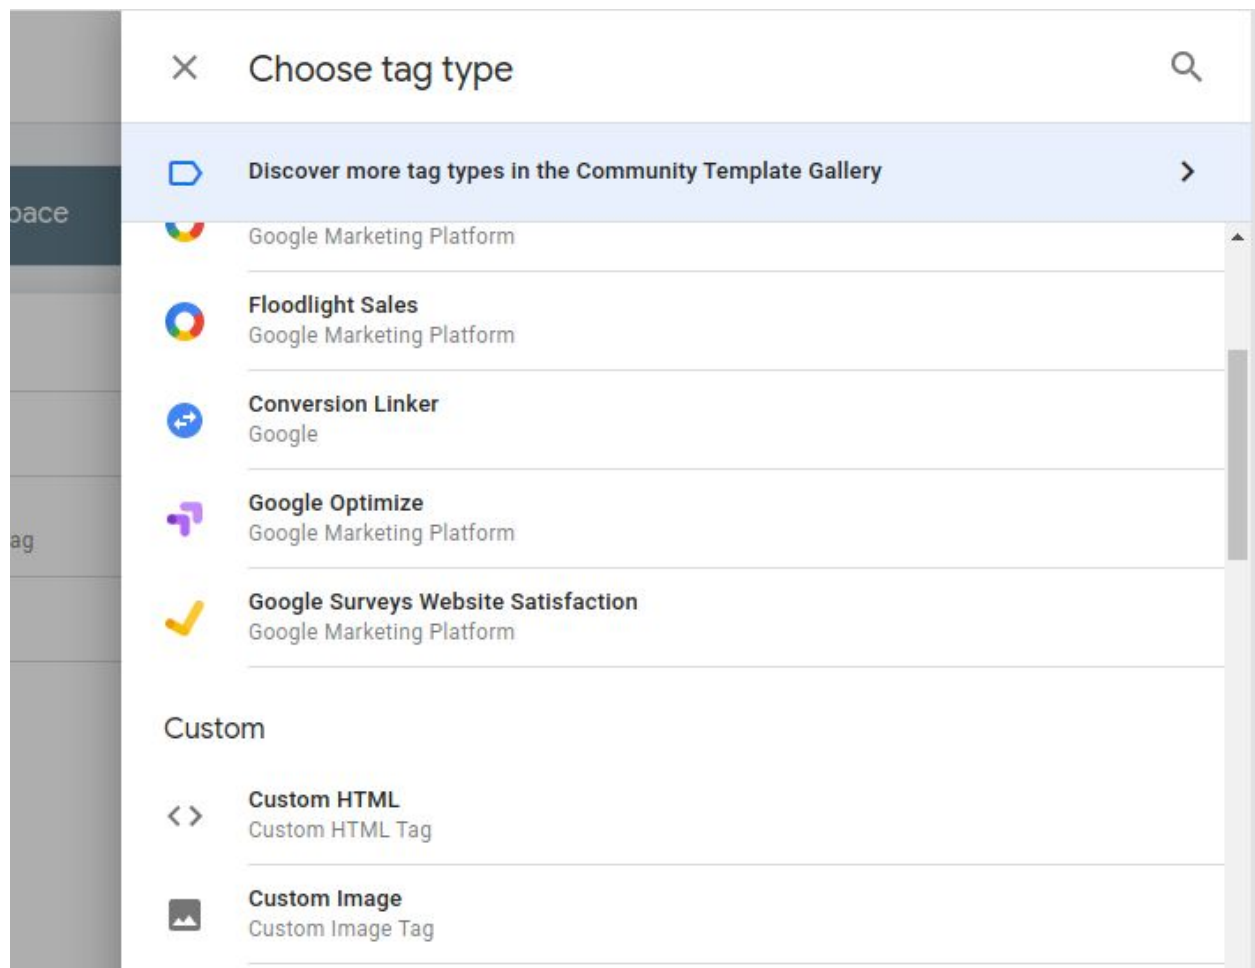 Choose tag type
Discover more tag types in the Community Template Gallery
Google Marketing Platform
Floodlight Sales
Google Marketing Platform
Conversion Linker
Google
Google Optimize
Google Marketing Platform
Google Surveys Website Satisfaction
Google Marketing Platform
Custom
Custom HTML
Custom HTML Tag
Custom Image
Custom Image Tag
pace
ag